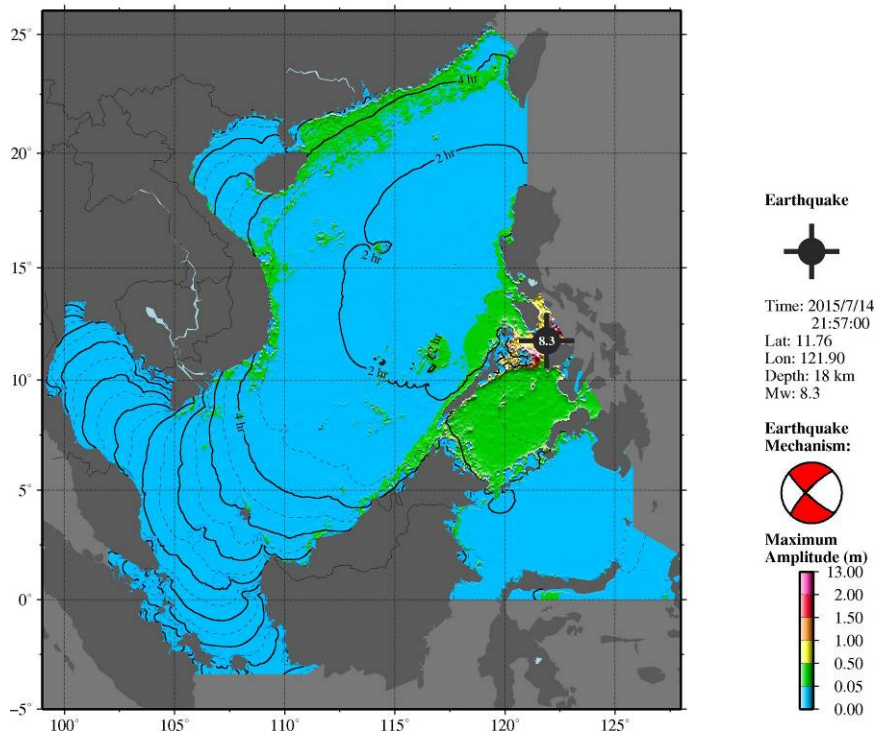 25°
20°
15°
10°
5°
0°
−5°
100°
105°
110°
115°
120°
125°
4 hr
2 hr
2 hr
2 hr
2 hr
4 hr
8.3
Earthquake
Time: 2015/7/14
21:57:00
Lat: 11.76
Lon: 121.90
Depth: 18 km
Mw: 8.3
Earthquake
Mechanism:
Maximum
Amplitude (m)
13.00
2.00
1.00
0.50
0.05
0.00